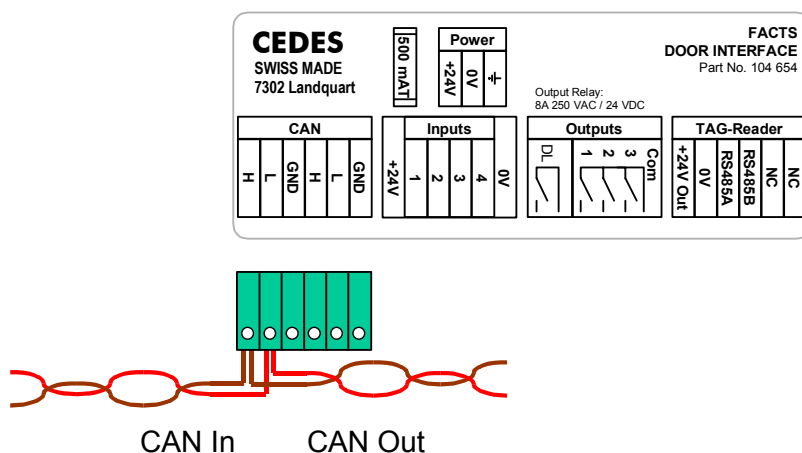 CEDES
SWISS MADE
7302 Landquart
500 mAT
Power
+24V
0V
FACTS
DOOR INTERFACE
Part No. 104 654
Output Relay:
8A 250 VAC / 24 VDC
CAN
H
L
GND
H
L
GND
Inputs
+24V
1
2
3
4
0V
Outputs
DL
1
2
3
Com
TAG-Reader
+24V Out
0V
RS485A
RS485B
NC
NC
CAN In
CAN Out